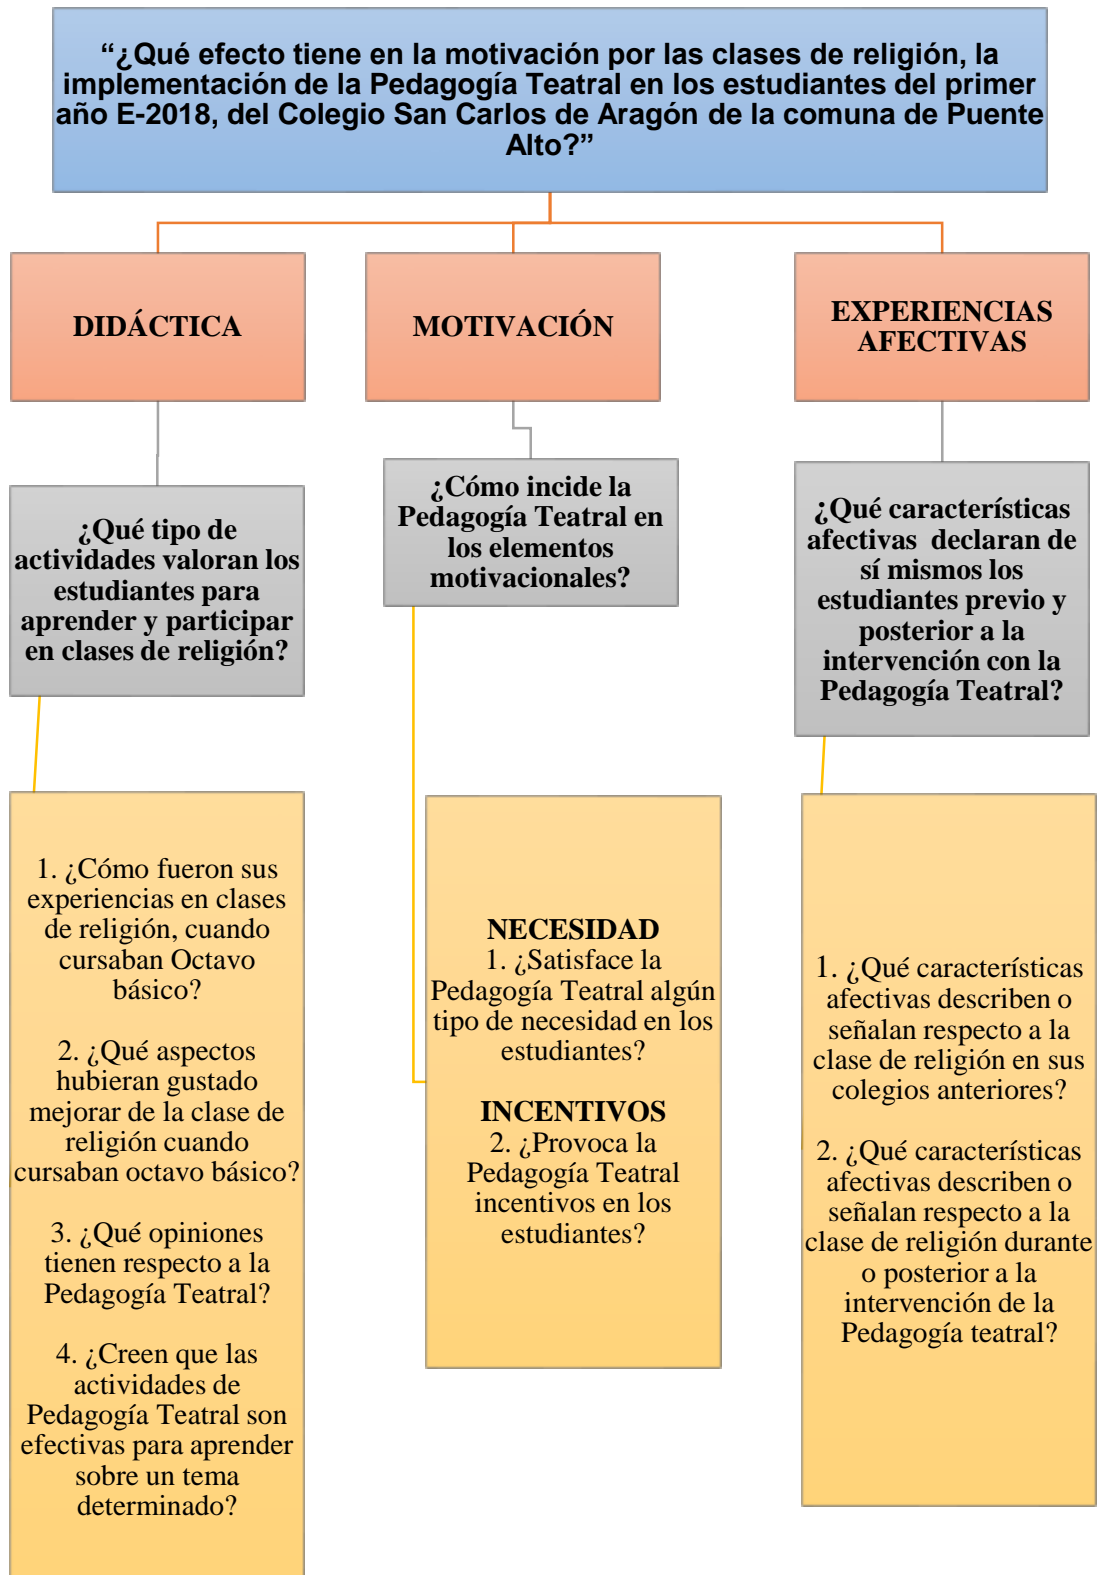 “¿Qué efecto tiene en la motivación por las clases de religión, la
implementación de la Pedagogía Teatral en los estudiantes del primer
año E-2018, del Colegio San Carlos de Aragón de la comuna de Puente
Alto?”
DIDÁCTICA
MOTIVACIÓN
EXPERIENCIAS
AFECTIVAS
¿Qué tipo de
actividades valoran los
estudiantes para
aprender y participar
en clases de religión?
¿Cómo incide la
Pedagogía Teatral en
los elementos
motivacionales?
¿Qué características
afectivas declaran de
sí mismos los
estudiantes previo y
posterior a la
intervención con la
Pedagogía Teatral?
1. ¿Cómo fueron sus
experiencias en clases
de religión, cuando
cursaban Octavo
básico?
2. ¿Qué aspectos
hubieran gustado
mejorar de la clase de
religión cuando
cursaban octavo básico?
3. ¿Qué opiniones
tienen respecto a la
Pedagogía Teatral?
4. ¿Creen que las
actividades de
Pedagogía Teatral son
efectivas para aprender
sobre un tema
determinado?
NECESIDAD
1. ¿Satisface la
Pedagogía Teatral algún
tipo de necesidad en los
estudiantes?
INCENTIVOS
2. ¿Provoca la
Pedagogía Teatral
incentivos en los
estudiantes?
1. ¿Qué características
afectivas describen o
señalan respecto a la
clase de religión en sus
colegios anteriores?
2. ¿Qué características
afectivas describen o
señalan respecto a la
clase de religión durante
o posterior a la
intervención de la
Pedagogía teatral?